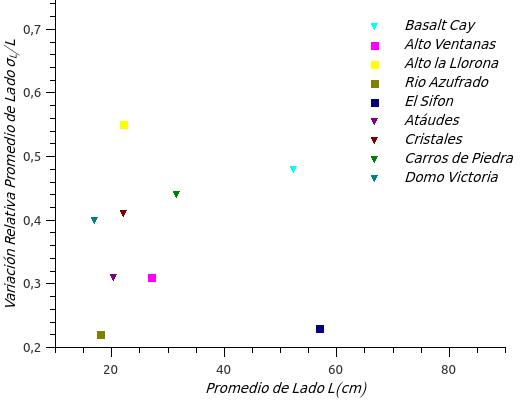 Variación Relativa Promedio de Lado σL/L
0,7
0,6
0,5
0,4
0,3
0,2
20
40
60
80
Promedio de Lado L(cm)
Basalt Cay
Alto Ventanas
Alto la Llorona
Rio Azufrado
El Sifon
Ataúdes
Cristales
Carros de Piedra
Domo Victoria